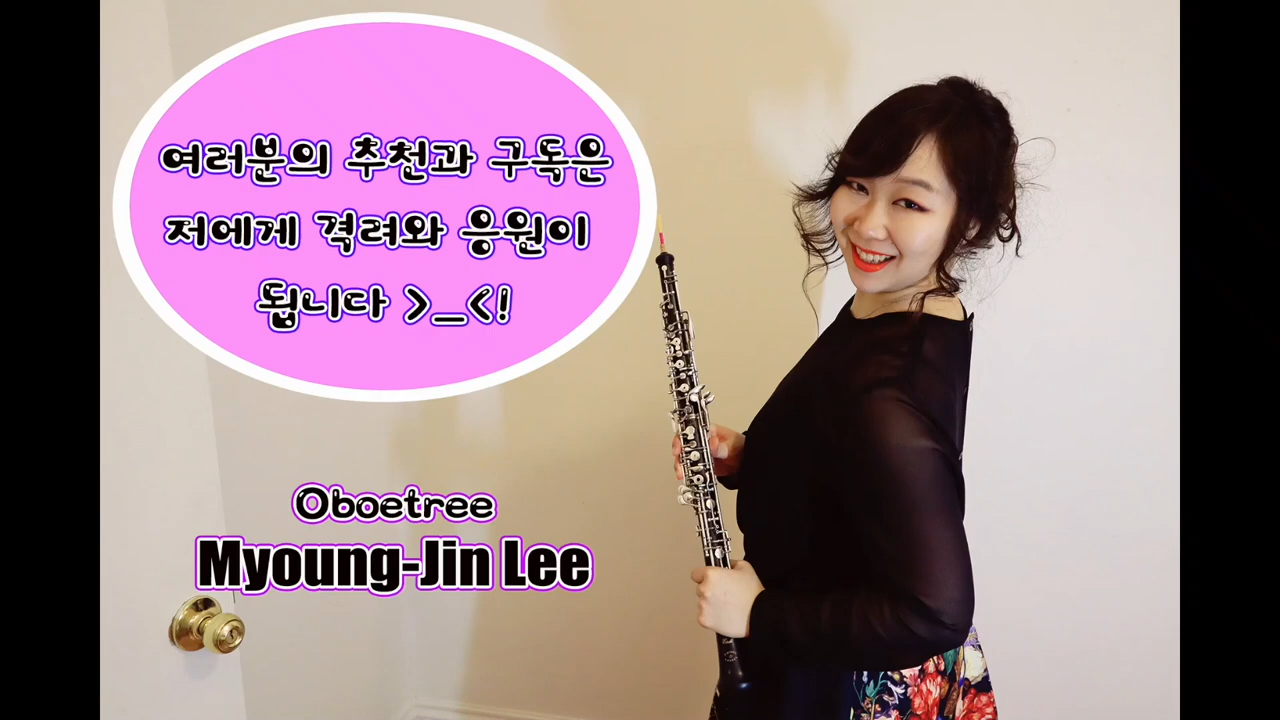 여러분의 추천과 구독은
저에게 격려와 응원이
됩니다 >_<!
Oboetree
Myoung-Jin Lee